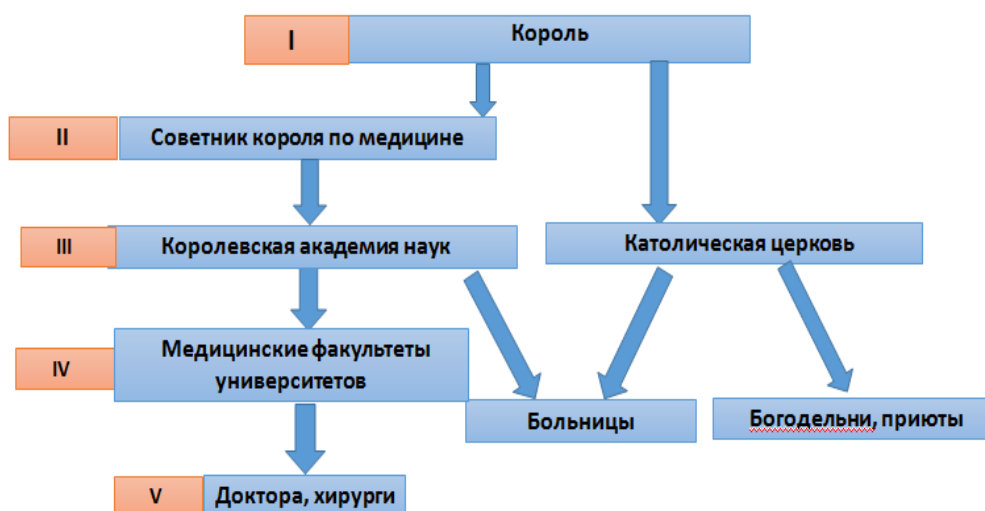 I
Король
II
Советник короля по медицине
III
Королевская академия наук
Католическая церковь
IV
Медицинские факультеты
университетов
Больницы
Богодельни, приюты
V
Доктора, хирурги